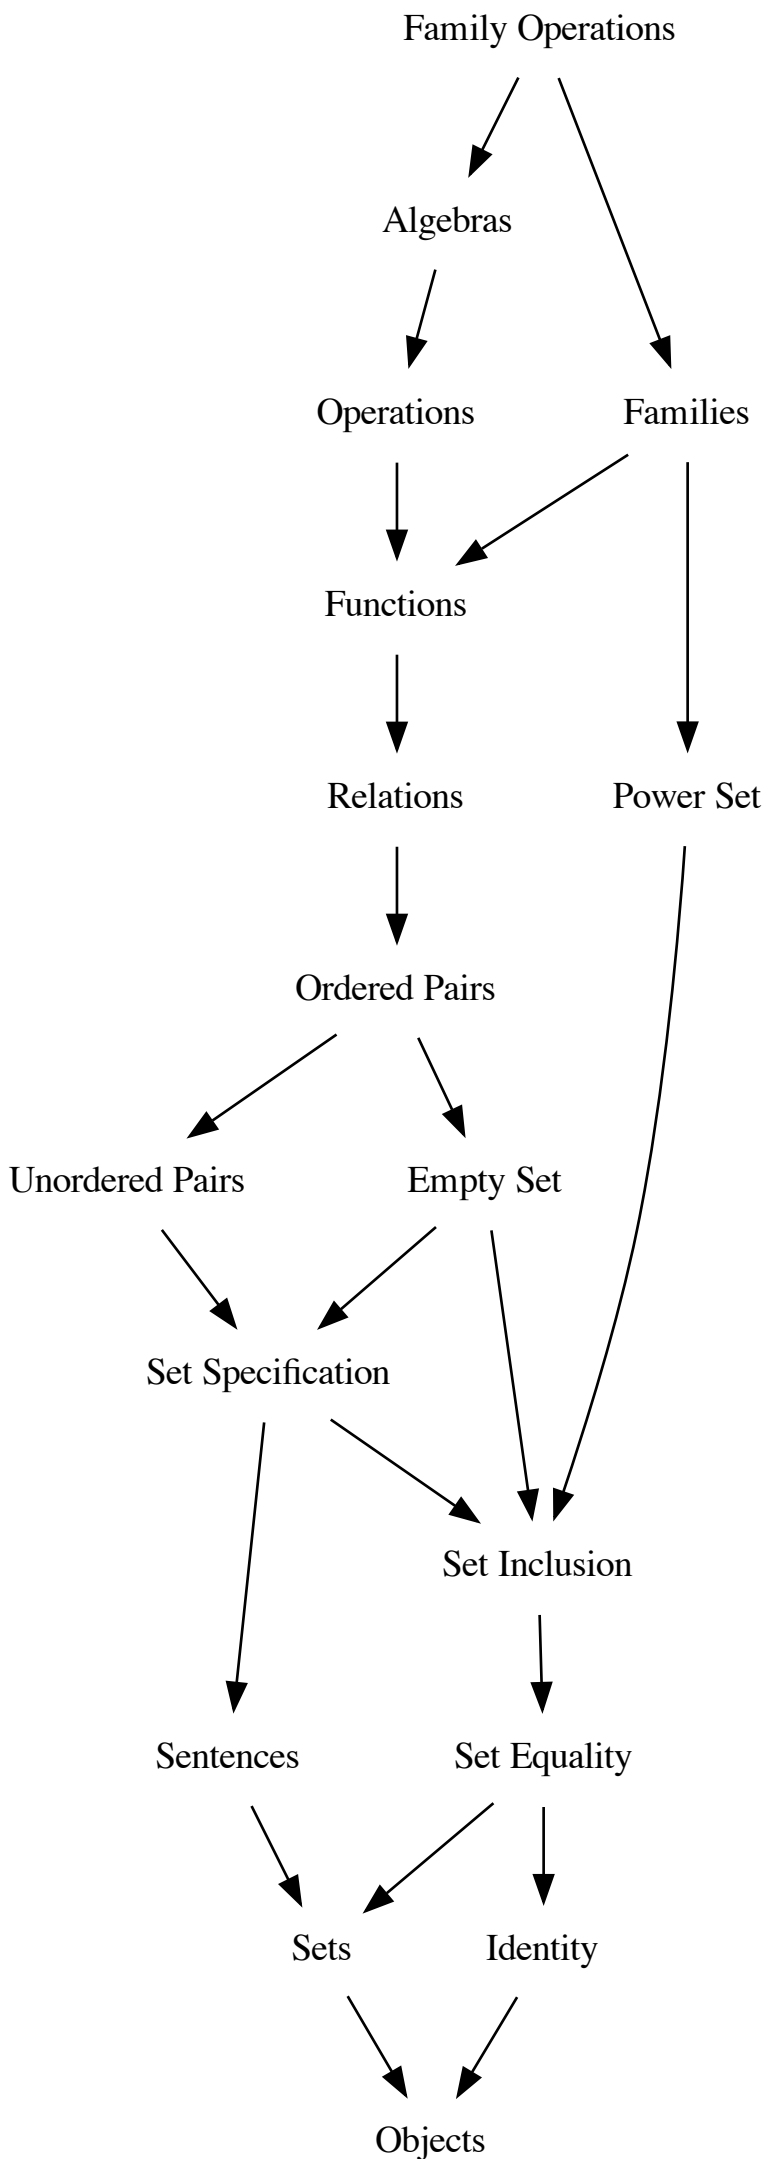 Family Operations
Algebras
Operations
Families
Functions
Relations
Power Set
Ordered Pairs
Unordered Pairs
Empty Set
Set Specification
Set Inclusion
Sentences
Set Equality
Sets
Identity
Objects